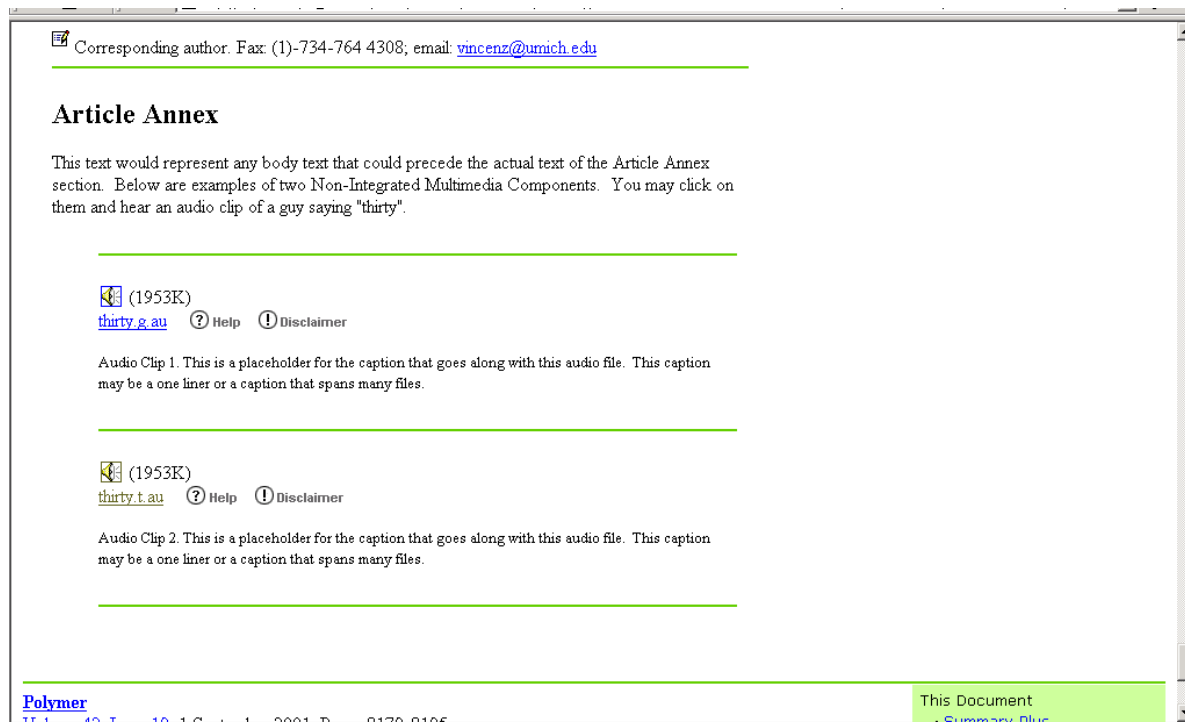 Corresponding author. Fax: (1)-734-764 4308; email: vincenz@umich.edu
Article Annex
This text would represent any body text that could precede the actual text of the Article Annex
section. Below are examples of two Non-Integrated Multimedia Components. You may click on
them and hear an audio clip of a guy saying "thirty".
(1953K)
thirty.g.au Help Disclaimer
Audio Clip 1. This is a placeholder for the caption that goes along with this audio file. This caption
may be a one liner or a caption that spans many files.
(1953K)
thirty.t.au Help Disclaimer
Audio Clip 2. This is a placeholder for the caption that goes along with this audio file. This caption
may be a one liner or a caption that spans many files.
Polymer
This Document